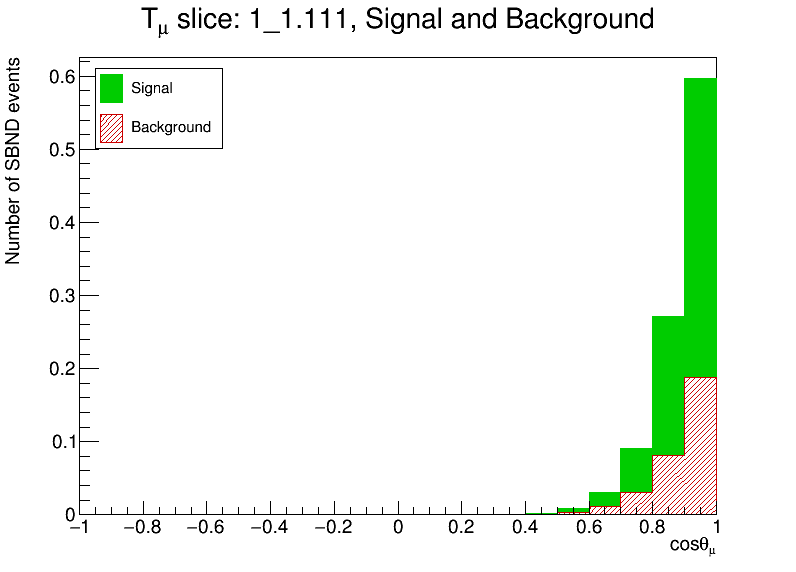 Tμ slice: 1_1.111, Signal and Background
Number of SBND events
Signal
Background
0.6
0.5
0.4
0.3
0.2
0.1
0
−1 −0.8 −0.6 −0.4 −0.2 0 0.2 0.4 0.6 0.8 1
cosθμ